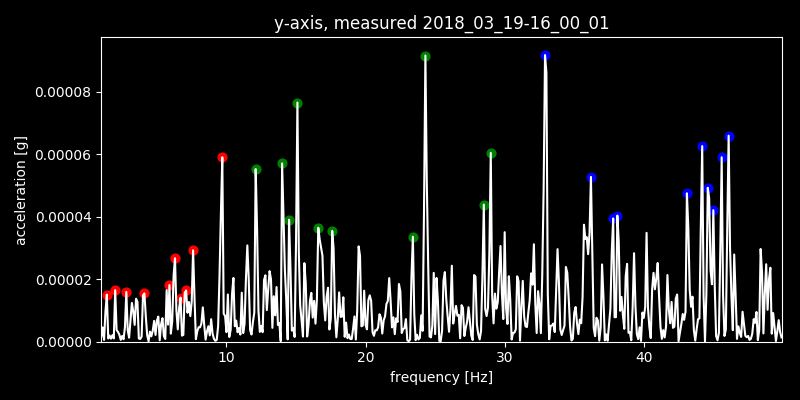 y-axis, measured 2018_03_19-16_00_01
acceleration [g]
0.00008
0.00006
0.00004
0.00002
0.00000
10 20 30 40
frequency [Hz]